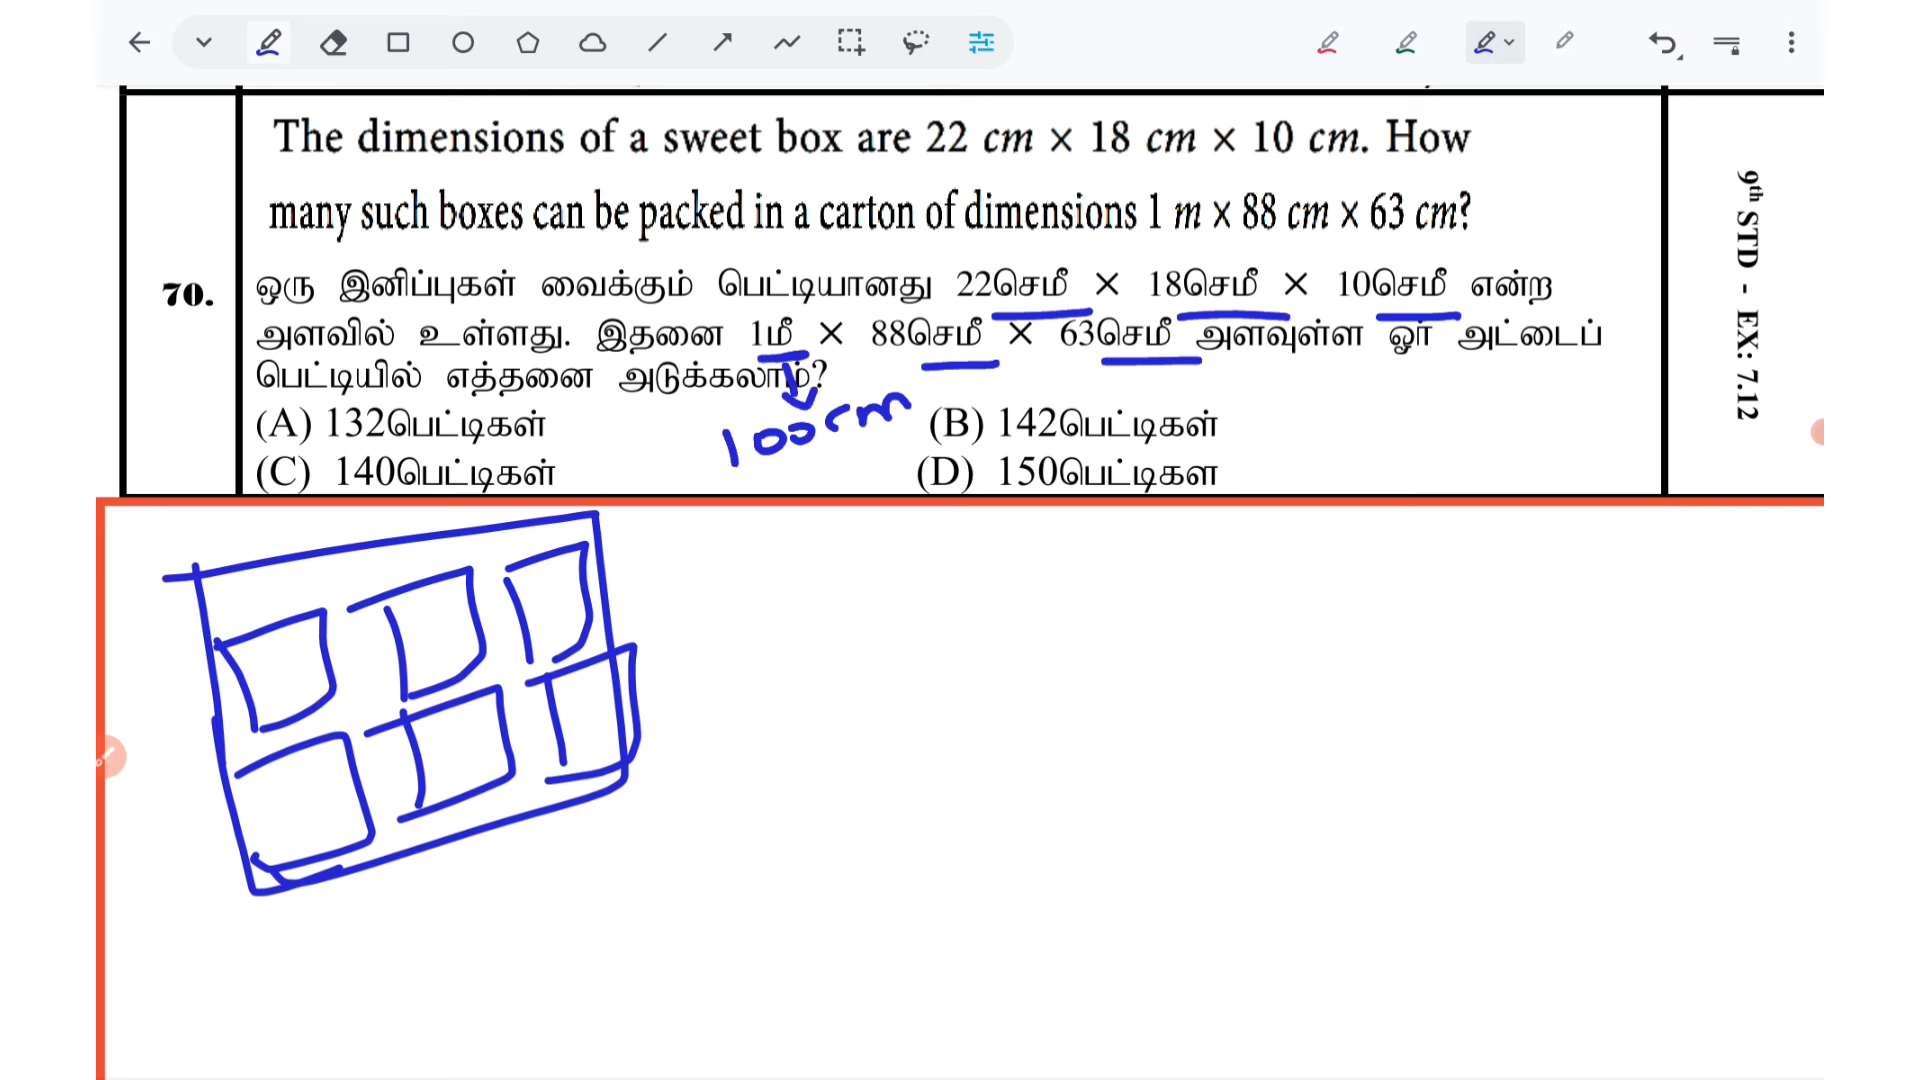 The dimensions of a sweet box are 22 cm × 18 cm × 10 cm. How
many such boxes can be packed in a carton of dimensions 1 m × 88 cm × 63 cm?
70.
ஒரு இனிப்புகள் வைக்கும் பெட்டியானது 22செமீ × 18செமீ × 10செமீ என்ற
அளவில் உள்ளது. இதனை 1மீ × 88செமீ × 63செமீ அளவுள்ள ஓர் அட்டைப்
பெட்டியில் எத்தனை அடுக்கலாம்?
100cm
(A) 132பெட்டிகள் (B) 142பெட்டிகள்
(C) 140பெட்டிகள் (D) 150பெட்டிகள
9th STD - EX: 7.12